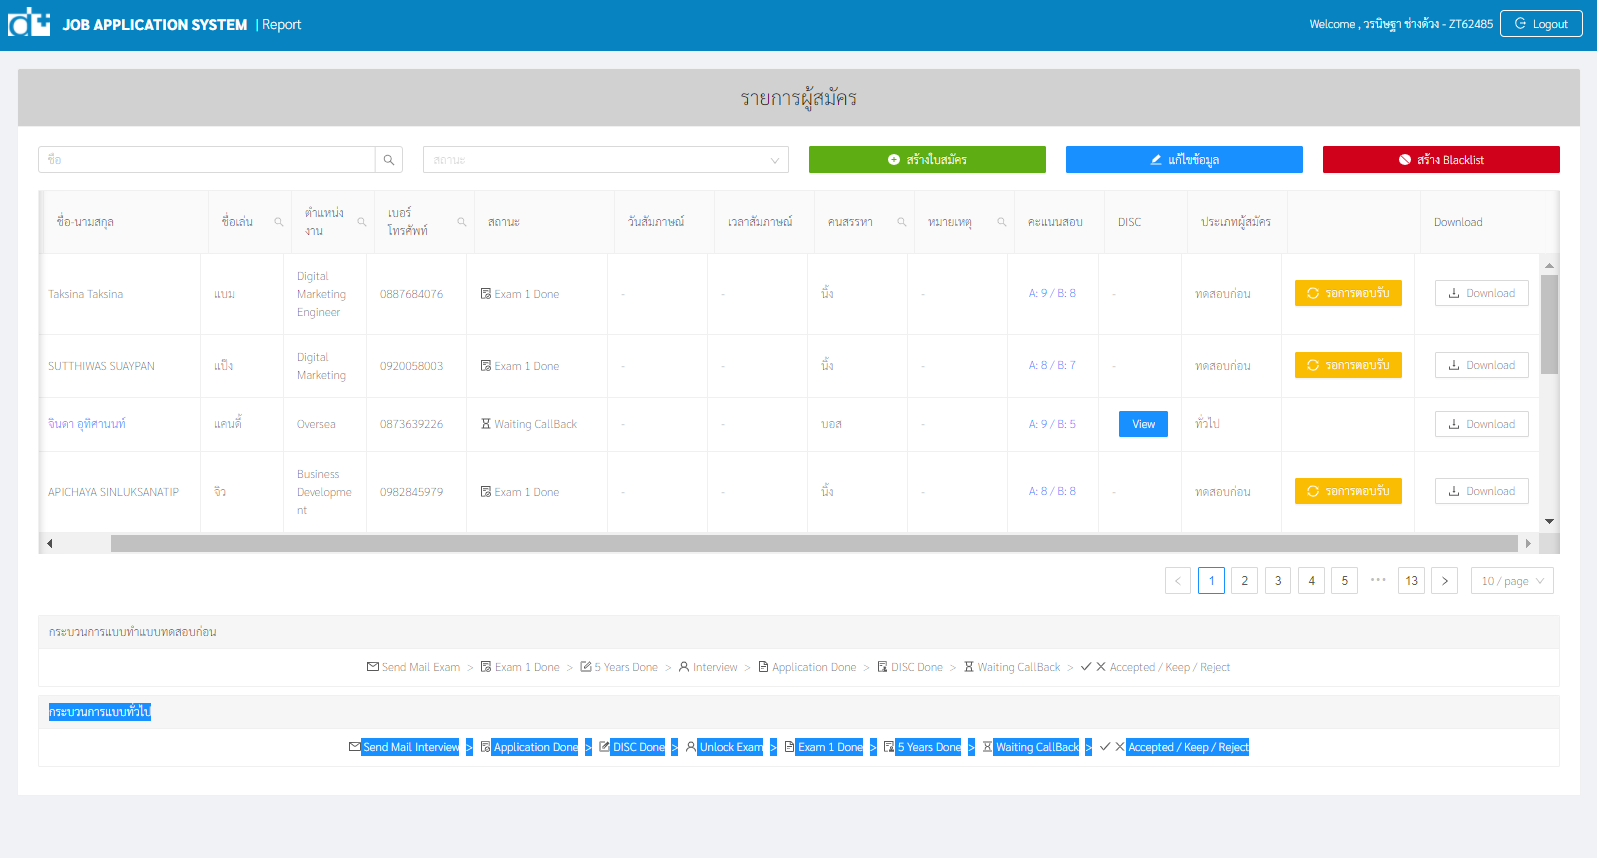 JOB APPLICATION SYSTEM | Report
Welcome , วรนิษฐา ช่างด้วง - ZT62485 Logout
รายการผู้สมัคร
ชื่อ สถานะ สร้างใบสมัคร แก้ไขข้อมูล สร้าง Blacklist
ชื่อ-นามสกุล ชื่อเล่น ตำแหน่งงาน เบอร์โทรศัพท์ สถานะ วันสัมภาษณ์ เวลาสัมภาษณ์ คนสรรหา หมายเหตุ คะแนนสอบ DISC ประเภทผู้สมัคร Download
Taksina Taksina แบม Digital Marketing Engineer 0887684076 Exam 1 Done - - นิ้ง - A: 9 / B: 8 - ทดสอบก่อน รอการตอบรับ Download
SUTTHIWAS SUAYPAN แป้ง Digital Marketing 0920058003 Exam 1 Done - - นิ้ง - A: 8 / B: 7 - ทดสอบก่อน รอการตอบรับ Download
จินดา อุทิศานนท์ แคนดี้ Oversea 0873639226 Waiting CallBack - - บอส - A: 9 / B: 5 View ทั่วไป Download
APICHAYA SINLUKSANATIP จิว Business Development 0982845979 Exam 1 Done - - นิ้ง - A: 8 / B: 8 - ทดสอบก่อน รอการตอบรับ Download
< 1 2 3 4 5 ••• 13 > 10 / page
กระบวนการแบบทำแบบทดสอบก่อน
Send Mail Exam > Exam 1 Done > 5 Years Done > Interview > Application Done > DISC Done > Waiting CallBack > Accepted / Keep / Reject
กระบวนการแบบทั่วไป
Send Mail Interview > Application Done > DISC Done > Unlock Exam > Exam 1 Done > 5 Years Done > Waiting CallBack > Accepted / Keep / Reject